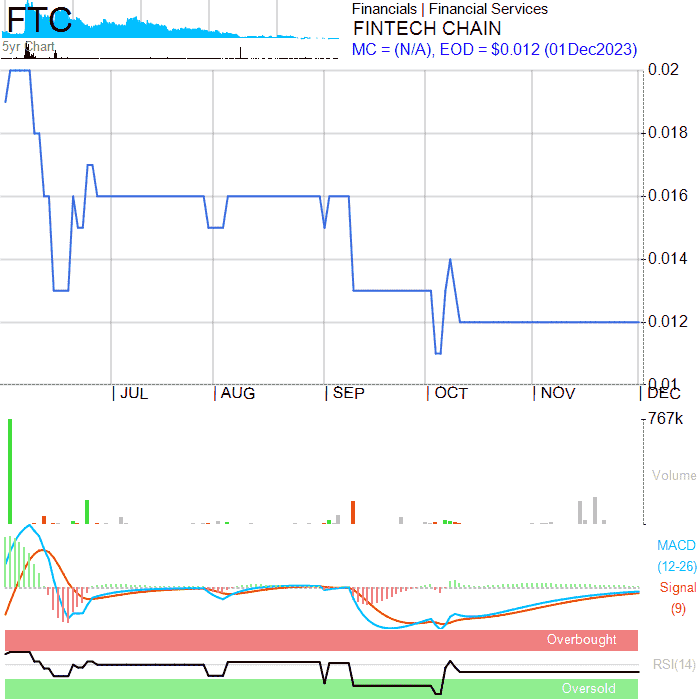 FTC
5yr Chart
Financials | Financial Services
FINTECH CHAIN
MC = (N/A), EOD = $0.012 (01Dec2023)
0.02
0.018
0.016
0.014
0.012
0.01
JUL
AUG
SEP
OCT
NOV
DEC
767k
Volume
MACD
(12-26)
Signal
(9)
Overbought
RSI(14)
Oversold